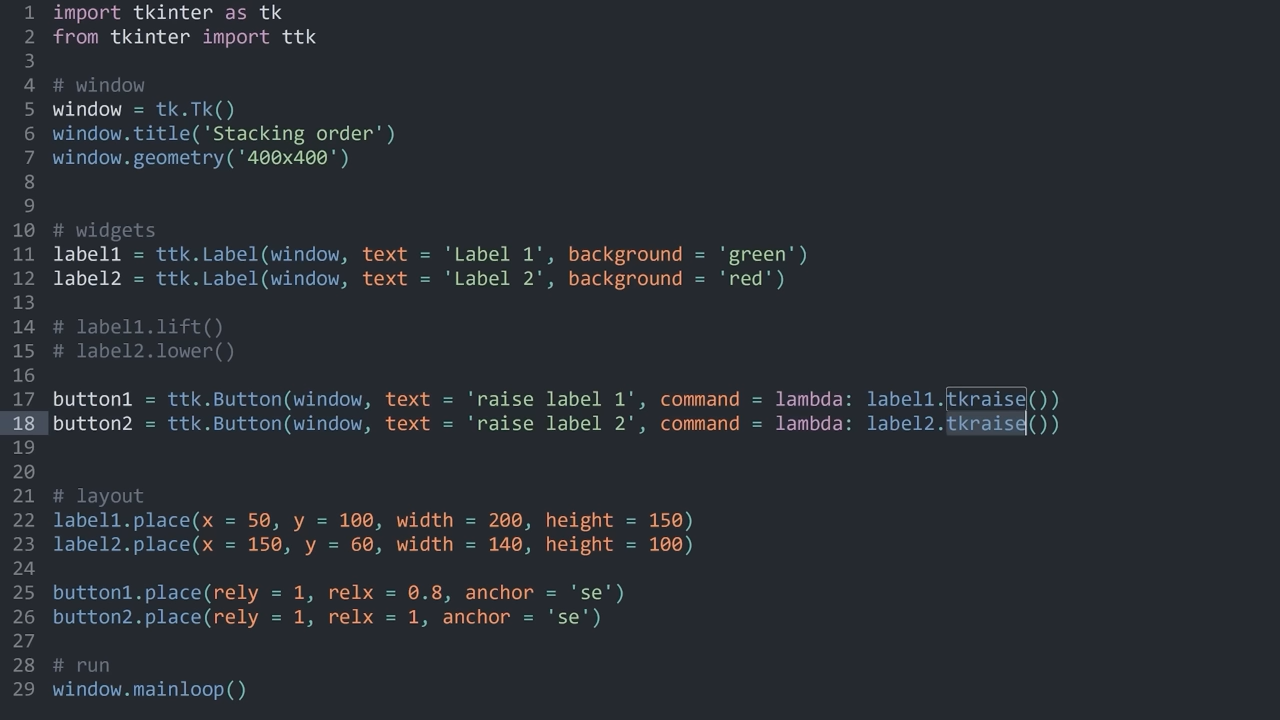 1 import tkinter as tk
2 from tkinter import ttk
3
4 # window
5 window = tk.Tk()
6 window.title('Stacking order')
7 window.geometry('400x400')
8
9
10 # widgets
11 label1 = ttk.Label(window, text = 'Label 1', background = 'green')
12 label2 = ttk.Label(window, text = 'Label 2', background = 'red')
13
14 # label1.lift()
15 # label2.lower()
16
17 button1 = ttk.Button(window, text = 'raise label 1', command = lambda: label1.tkraise())
18 button2 = ttk.Button(window, text = 'raise label 2', command = lambda: label2.tkraise())
19
20
21 # layout
22 label1.place(x = 50, y = 100, width = 200, height = 150)
23 label2.place(x = 150, y = 60, width = 140, height = 100)
24
25 button1.place(rely = 1, relx = 0.8, anchor = 'se')
26 button2.place(rely = 1, relx = 1, anchor = 'se')
27
28 # run
29 window.mainloop()